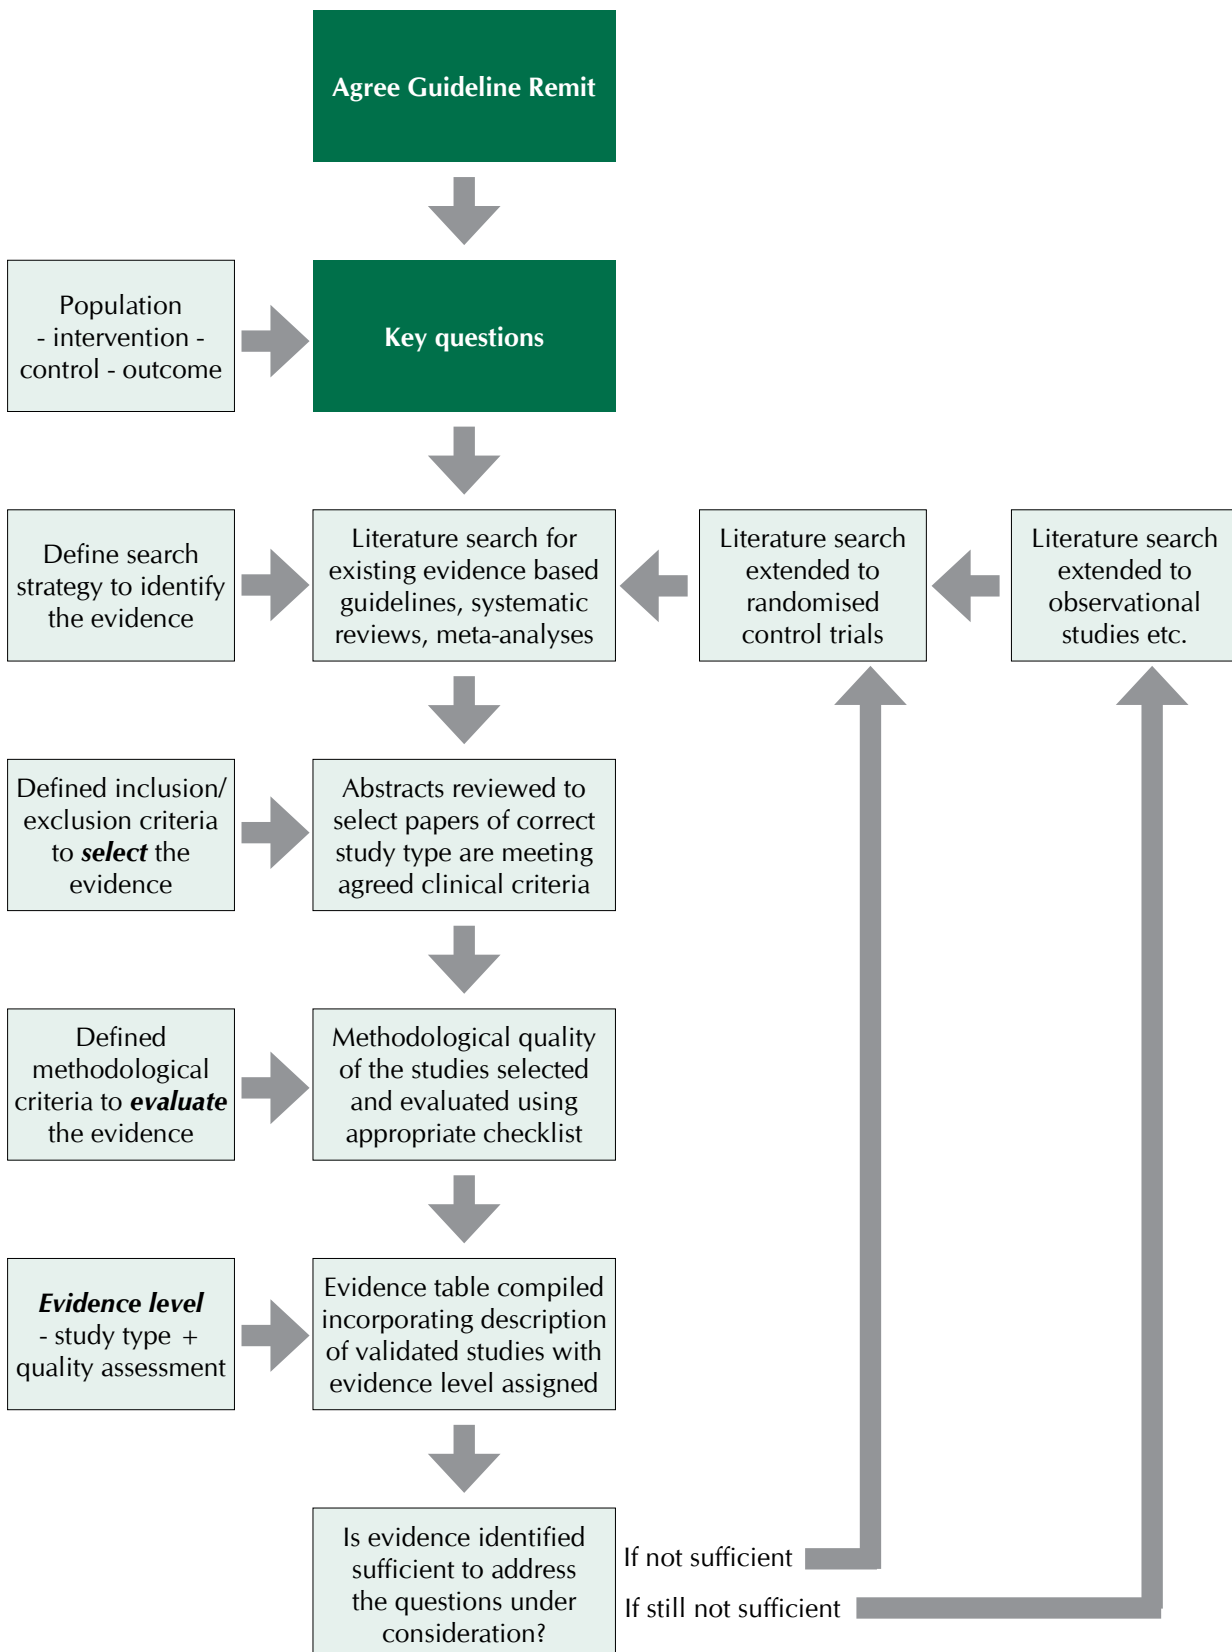 Agree Guideline Remit
Population
- intervention -
control - outcome
Key questions
Define search
strategy to identify
the evidence
Literature search for
existing evidence based
guidelines, systematic
reviews, meta-analyses
Literature search
extended to
randomised
control trials
Literature search
extended to
observational
studies etc.
Defined inclusion/
exclusion criteria
to select the
evidence
Abstracts reviewed to
select papers of correct
study type are meeting
agreed clinical criteria
Defined
methodological
criteria to evaluate
the evidence
Methodological quality
of the studies selected
and evaluated using
appropriate checklist
Evidence level
- study type +
quality assessment
Evidence table compiled
incorporating description
of validated studies with
evidence level assigned
Is evidence identified
sufficient to address
the questions under
consideration?
If not sufficient
If still not sufficient